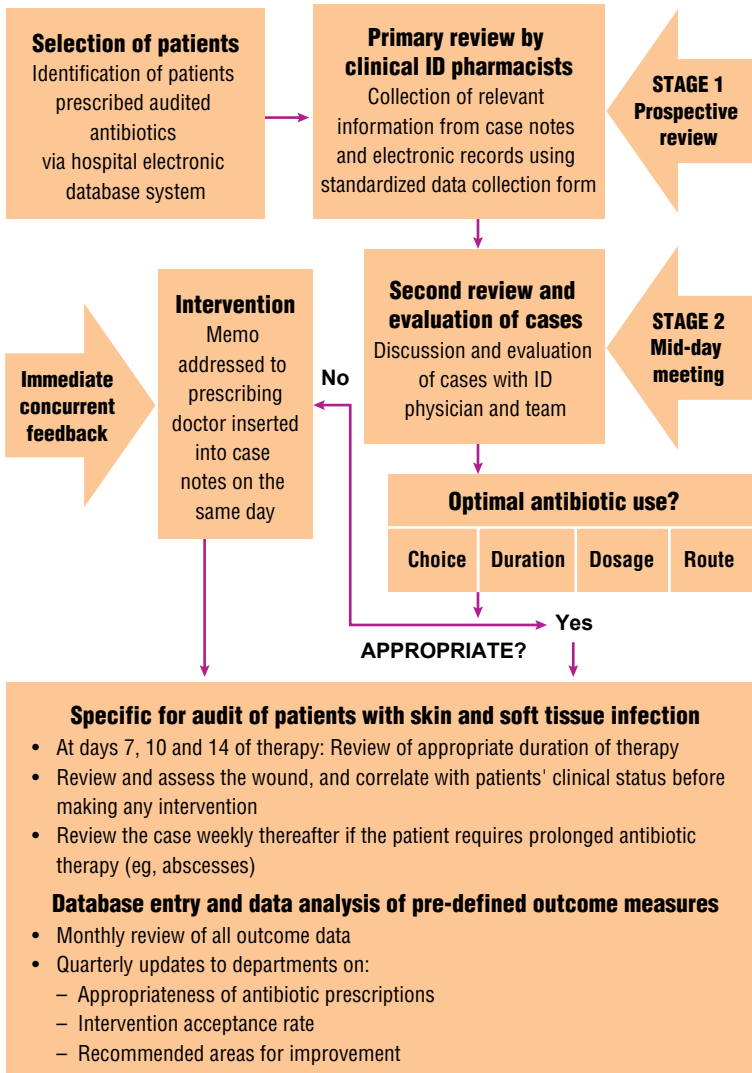 Selection of patients
Identification of patients
prescribed audited
antibiotics
via hospital electronic
database system
Primary review by
clinical ID pharmacists
Collection of relevant
information from case notes
and electronic records using
standardized data collection form
STAGE 1
Prospective
review
Second review and
evaluation of cases
Discussion and evaluation
of cases with ID
physician and team
STAGE 2
Mid-day
meeting
Immediate
concurrent
feedback
Intervention
Memo
addressed to
prescribing
doctor inserted
into case
notes on the
same day
No
Optimal antibiotic use?
Choice Duration Dosage Route
Yes
APPROPRIATE?
Specific for audit of patients with skin and soft tissue infection
• At days 7, 10 and 14 of therapy: Review of appropriate duration of therapy
• Review and assess the wound, and correlate with patients' clinical status before
making any intervention
• Review the case weekly thereafter if the patient requires prolonged antibiotic
therapy (eg, abscesses)
Database entry and data analysis of pre-defined outcome measures
• Monthly review of all outcome data
• Quarterly updates to departments on:
– Appropriateness of antibiotic prescriptions
– Intervention acceptance rate
– Recommended areas for improvement